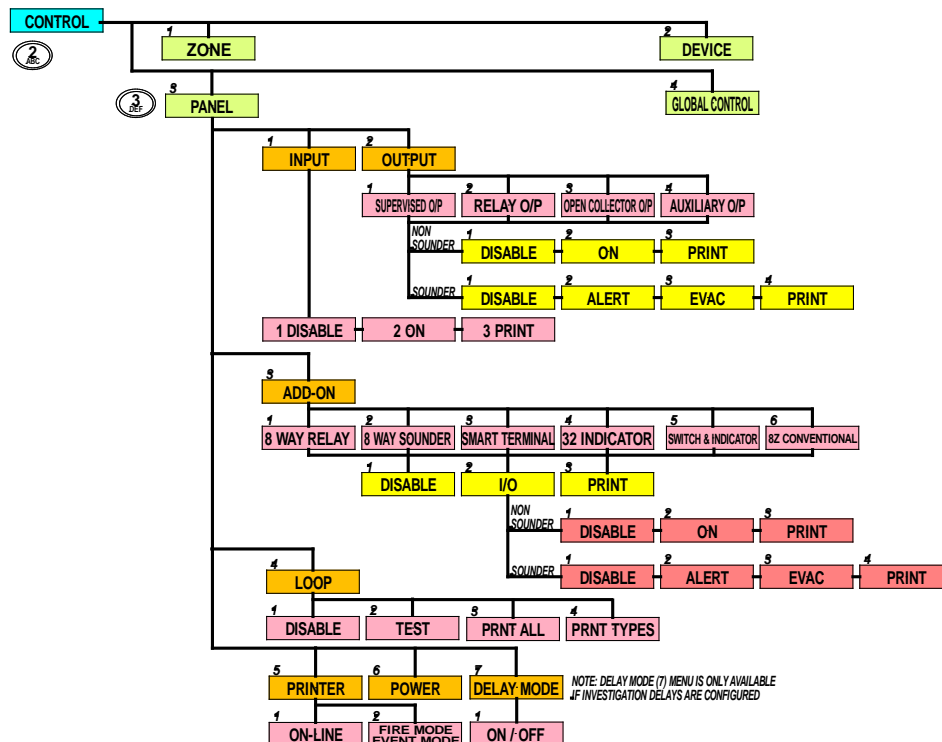 CONTROL
2
ABC
1
ZONE
2
DEVICE
3
DEF
3
PANEL
4
GLOBAL CONTROL
1
INPUT
2
OUTPUT
1
SUPERVISED O/P
2
RELAY O/P
3
OPEN COLLECTOR O/P
4
AUXILIARY O/P
NON
SOUNDER
1
DISABLE
2
ON
3
PRINT
SOUNDER
1
DISABLE
2
ALERT
3
EVAC
4
PRINT
1 DISABLE
2 ON
3 PRINT
3
ADD-ON
1
8 WAY RELAY
2
8 WAY SOUNDER
3
SMART TERMINAL
4
32 INDICATOR
5
SWITCH & INDICATOR
6
8Z CONVENTIONAL
1
DISABLE
2
I/O
3
PRINT
NON
SOUNDER
1
DISABLE
2
ON
3
PRINT
SOUNDER
1
DISABLE
2
ALERT
3
EVAC
4
PRINT
4
LOOP
1
DISABLE
2
TEST
3
PRNT ALL
4
PRNT TYPES
5
PRINTER
6
POWER
7
DELAY MODE
NOTE: DELAY MODE (7) MENU IS ONLY AVAILABLE
IF INVESTIGATION DELAYS ARE CONFIGURED
1
ON-LINE
2
FIRE MODE
EVENT MODE
1
ON / OFF